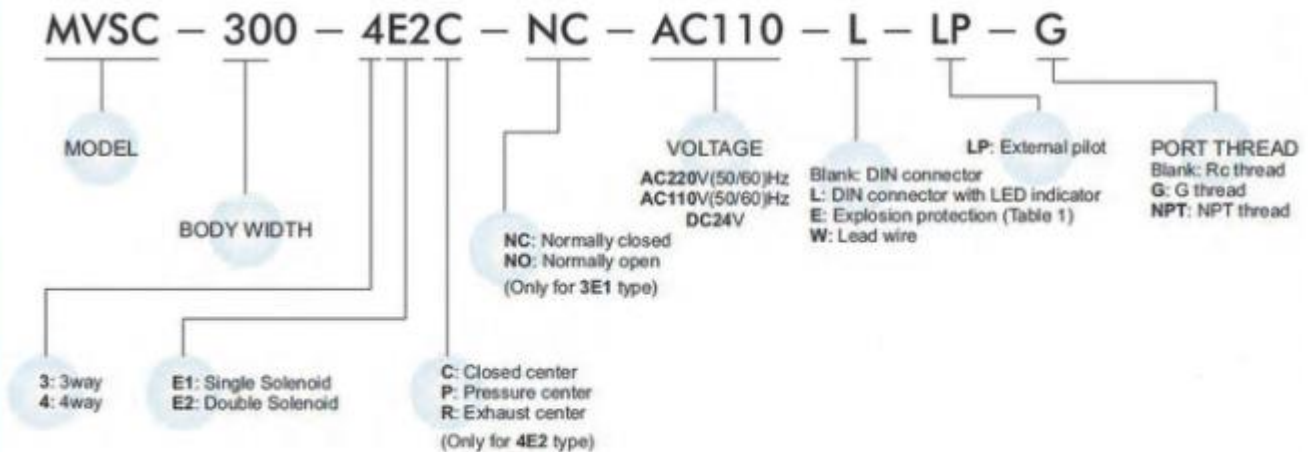 MVSC – 300 – 4E2C – NC – AC110 – L – LP – G
MODEL
BODY WIDTH
3: 3way
4: 4way
E1: Single Solenoid
E2: Double Solenoid
C: Closed center
P: Pressure center
R: Exhaust center
(Only for 4E2 type)
NC: Normally closed
NO: Normally open
(Only for 3E1 type)
VOLTAGE
AC220V(50/60)Hz
AC110V(50/60)Hz
DC24V
Blank: DIN connector
L: DIN connector with LED indicator
E: Explosion protection (Table 1)
W: Lead wire
LP: External pilot
PORT THREAD
Blank: Rc thread
G: G thread
NPT: NPT thread